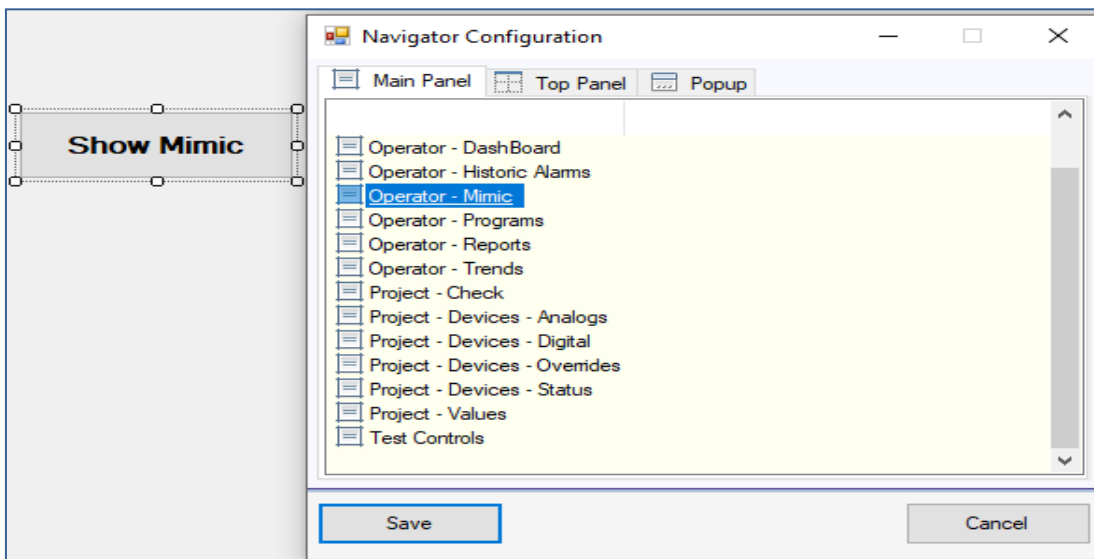 Navigator Configuration
Main Panel Top Panel Popup
Show Mimic
Operator - DashBoard
Operator - Historic Alarms
Operator - Mimic
Operator - Programs
Operator - Reports
Operator - Trends
Project - Check
Project - Devices - Analogs
Project - Devices - Digital
Project - Devices - Overrides
Project - Devices - Status
Project - Values
Test Controls
Save Cancel